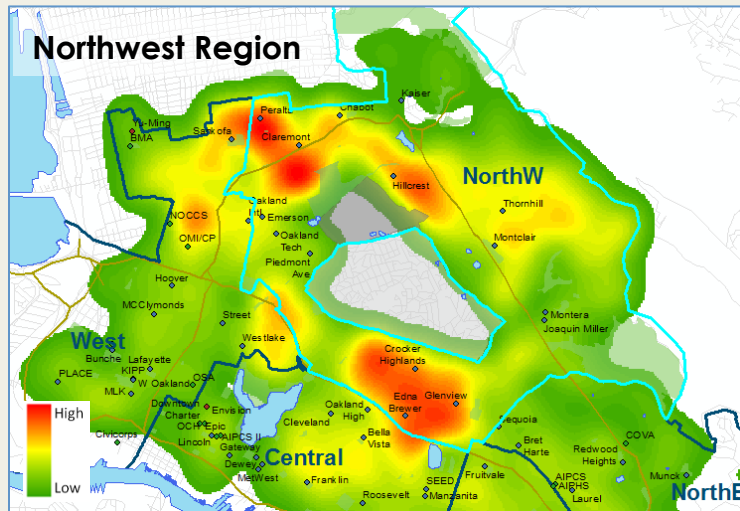 Northwest Region
Kaiser
Peralta
Chabot
Yu-Ming
BMA
Sankofa
Claremont
NorthW
Hillcrest
Thornhill
Oakland
Intl
Emerson
NOCCS
Oakland
Tech
OMI/CP
Piedmont
Ave
Montclair
Hoover
MCClymonds
Street
Montera
Joaquin Miller
West
Westlake
Bunche
Lafayette
Crocker
Highlands
PLACE
KIPP
W Oakland
OSA
MLK
Edna
Brewer
Glenview
High
Downtown
Charter
Envision
Oakland
High
Cleveland
OCH
Epic
Sequoia
Civicorps
Lincoln
AIPCS II
Bella
Vista
Bret
Harte
COVA
Gateway
Central
Redwood
Heights
Dewey
MetWest
Low
Franklin
SEED
Fruitvale
AIPCS
AIPHS
Munck
Roosevelt
Manzanita
Laurel
NorthE